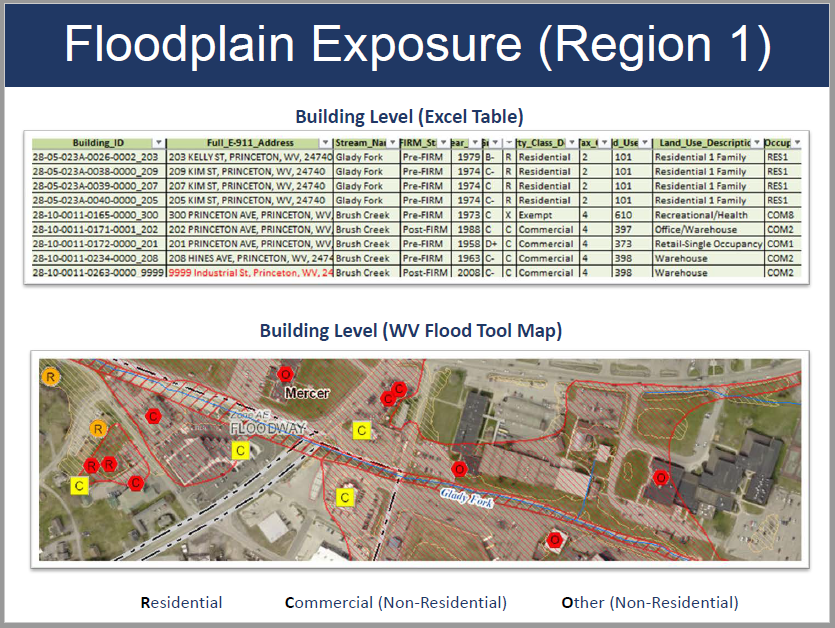 Floodplain Exposure (Region 1)
Building Level (Excel Table)
Building_ID Full_E-911_Address Stream_Nar FIRM_St ear_ ty_Class_D ax_ d_Use Land_Use_Descriptic Occup
28-05-023A-0026-0002_203 203 KELLY ST, PRINCETON, WV, 24740 Glady Fork Pre-FIRM 1979 B- R Residential 2 101 Residential 1 Family RES1
28-05-023A-0038-0000_209 209 KIM ST, PRINCETON, WV, 24740 Glady Fork Pre-FIRM 1974 C- R Residential 2 101 Residential 1 Family RES1
28-05-023A-0039-0000_207 207 KIM ST, PRINCETON, WV, 24740 Glady Fork Pre-FIRM 1974 C R Residential 2 101 Residential 1 Family RES1
28-05-023A-0040-0000_205 205 KIM ST, PRINCETON, WV, 24740 Glady Fork Pre-FIRM 1974 C- R Residential 2 101 Residential 1 Family RES1
28-10-0011-0165-0000_300 300 PRINCETON AVE, PRINCETON, WV, Brush Creek Pre-FIRM 1973 C X Exempt 4 610 Recreational/Health COM8
28-10-0011-0171-0001_202 202 PRINCETON AVE, PRINCETON, WV, Brush Creek Post-FIRM 1988 C C Commercial 4 397 Office/Warehouse COM2
28-10-0011-0172-0000_201 201 PRINCETON AVE, PRINCETON, WV, Brush Creek Pre-FIRM 1958 D+ C Commercial 4 373 Retail-Single Occupancy COM1
28-10-0011-0234-0000_208 208 HINES AVE, PRINCETON, WV, 2474 Brush Creek Pre-FIRM 1963 C- C Commercial 4 398 Warehouse COM2
28-10-0011-0263-0000_9999 9999 Industrial St, Princeton, WV, 24 Brush Creek Post-FIRM 2008 C- C Commercial 4 398 Warehouse COM2
Building Level (WV Flood Tool Map)
R O C C
Mercer
C
Zone AE
FLOODWAY
R C C
R R C C O O
Glady Fork
C O
Residential Commercial (Non-Residential) Other (Non-Residential)